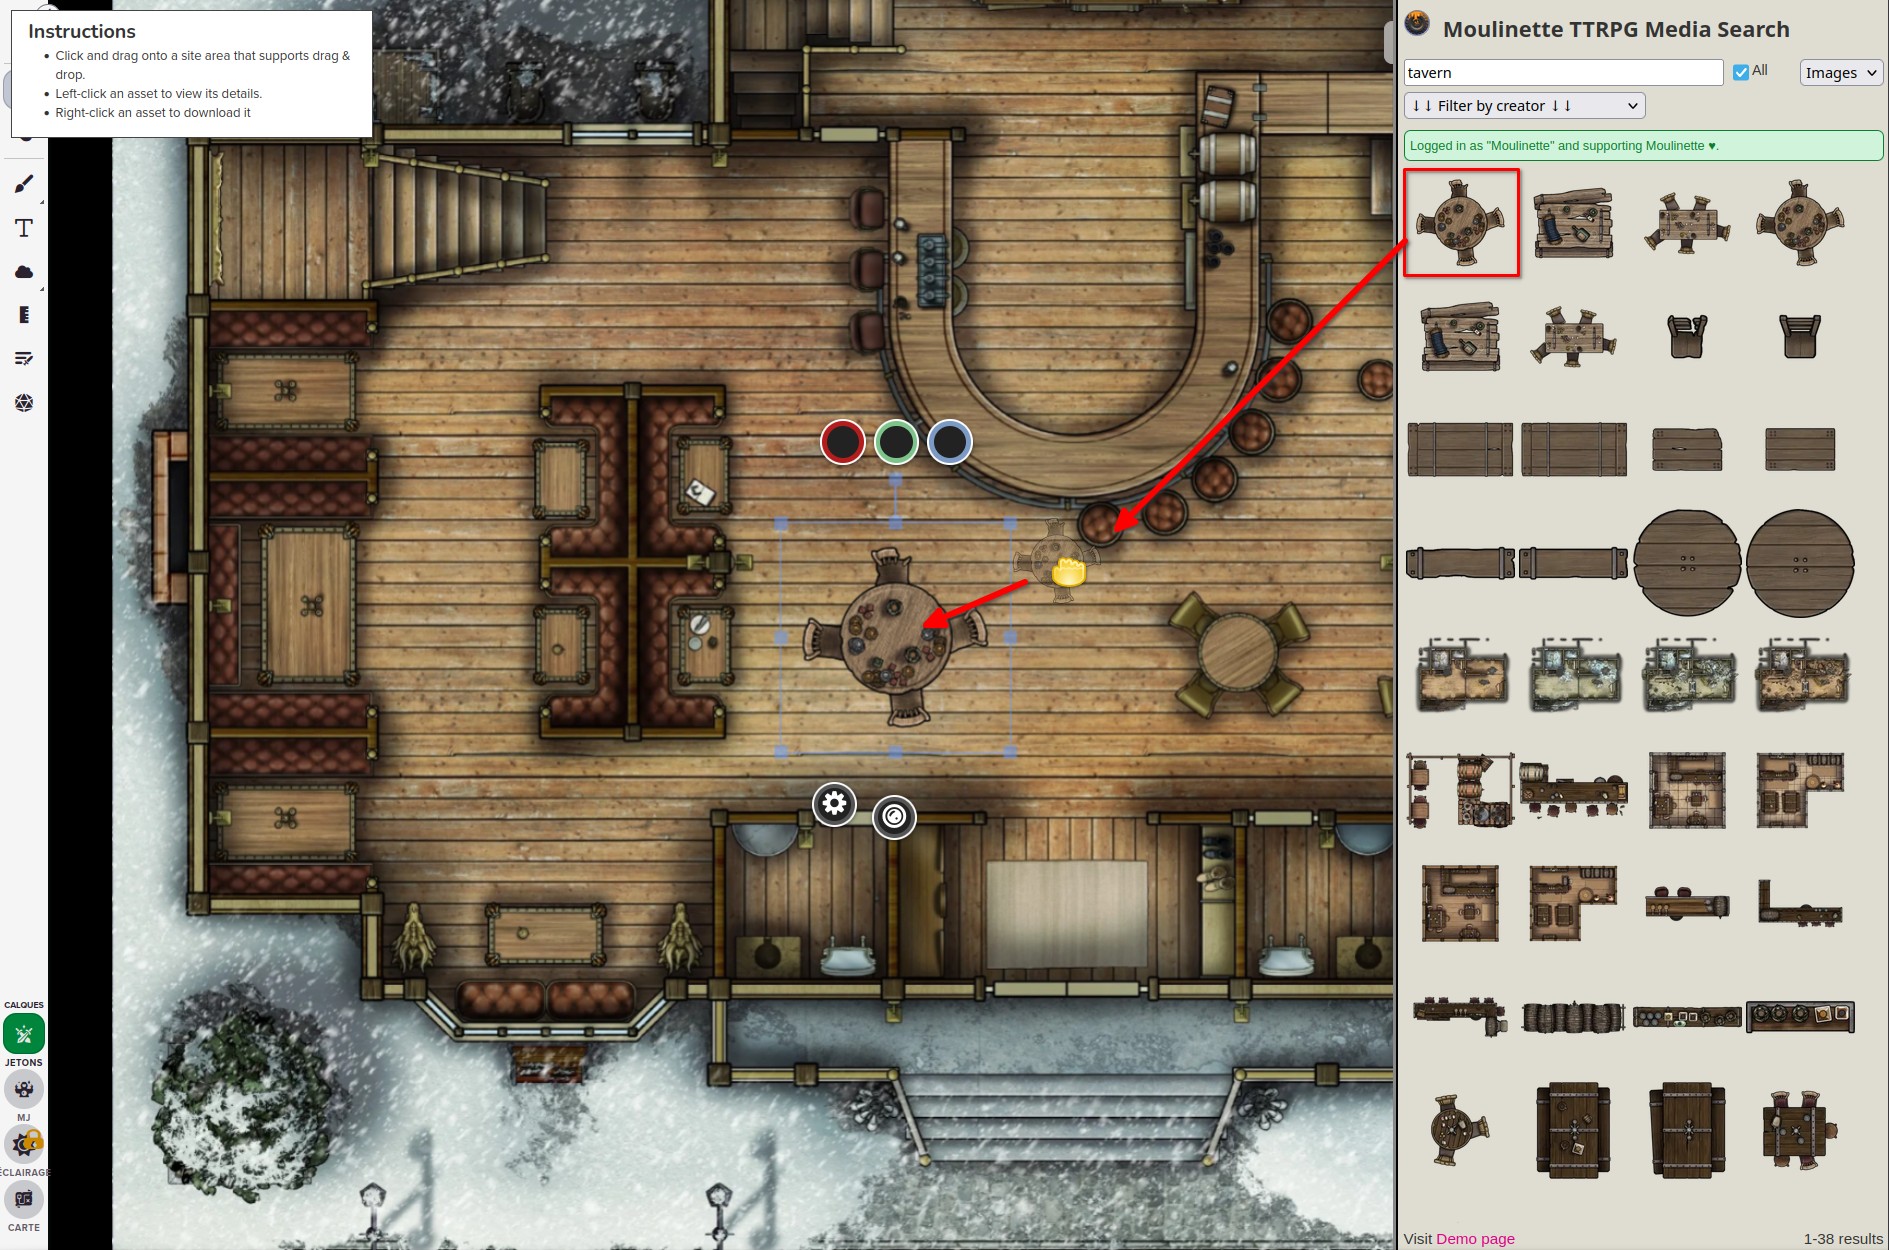 Instructions
Click and drag onto a site area that supports drag &
drop.
Left-click an asset to view its details.
Right-click an asset to download it
Moulinette TTRPG Media Search
tavern
All
Images
↓↓ Filter by creator ↓↓
Logged in as "Moulinette" and supporting Moulinette ♥.
CALQUES
JETONS
MJ
ÉCLAIRAGE
CARTE
Visit Demo page
1-38 results